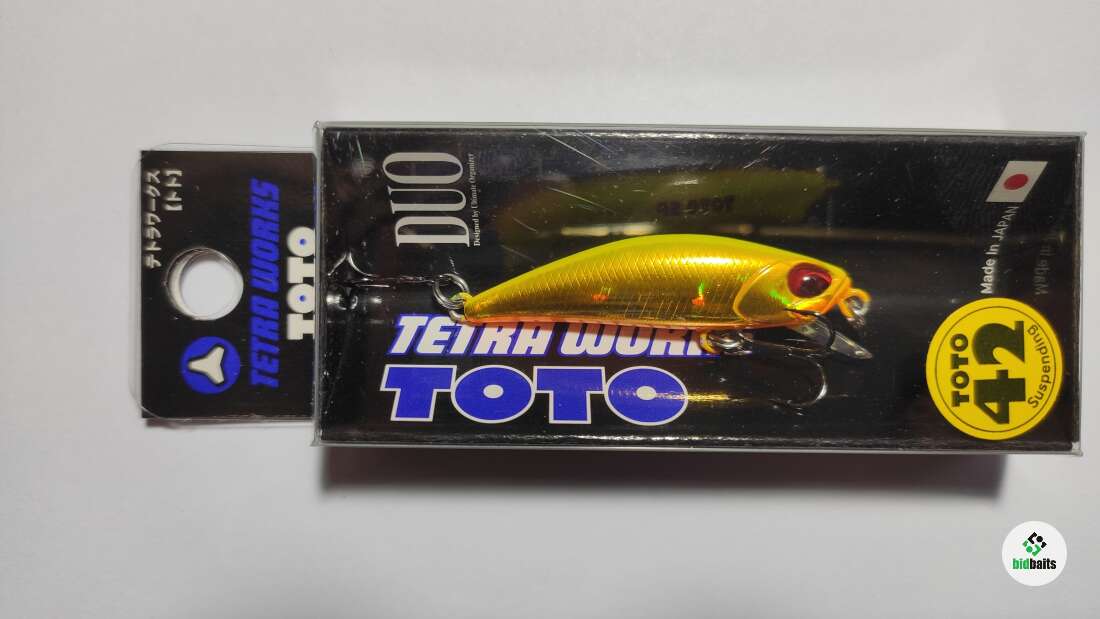 テトラワークス
【トト】
TETRA WORKS
TOTO
DUO
Designed by Ultimate Organizer
TETRA WORK
TOTO
Made in JAPAN
TOTO
42
Suspending
bidbaits